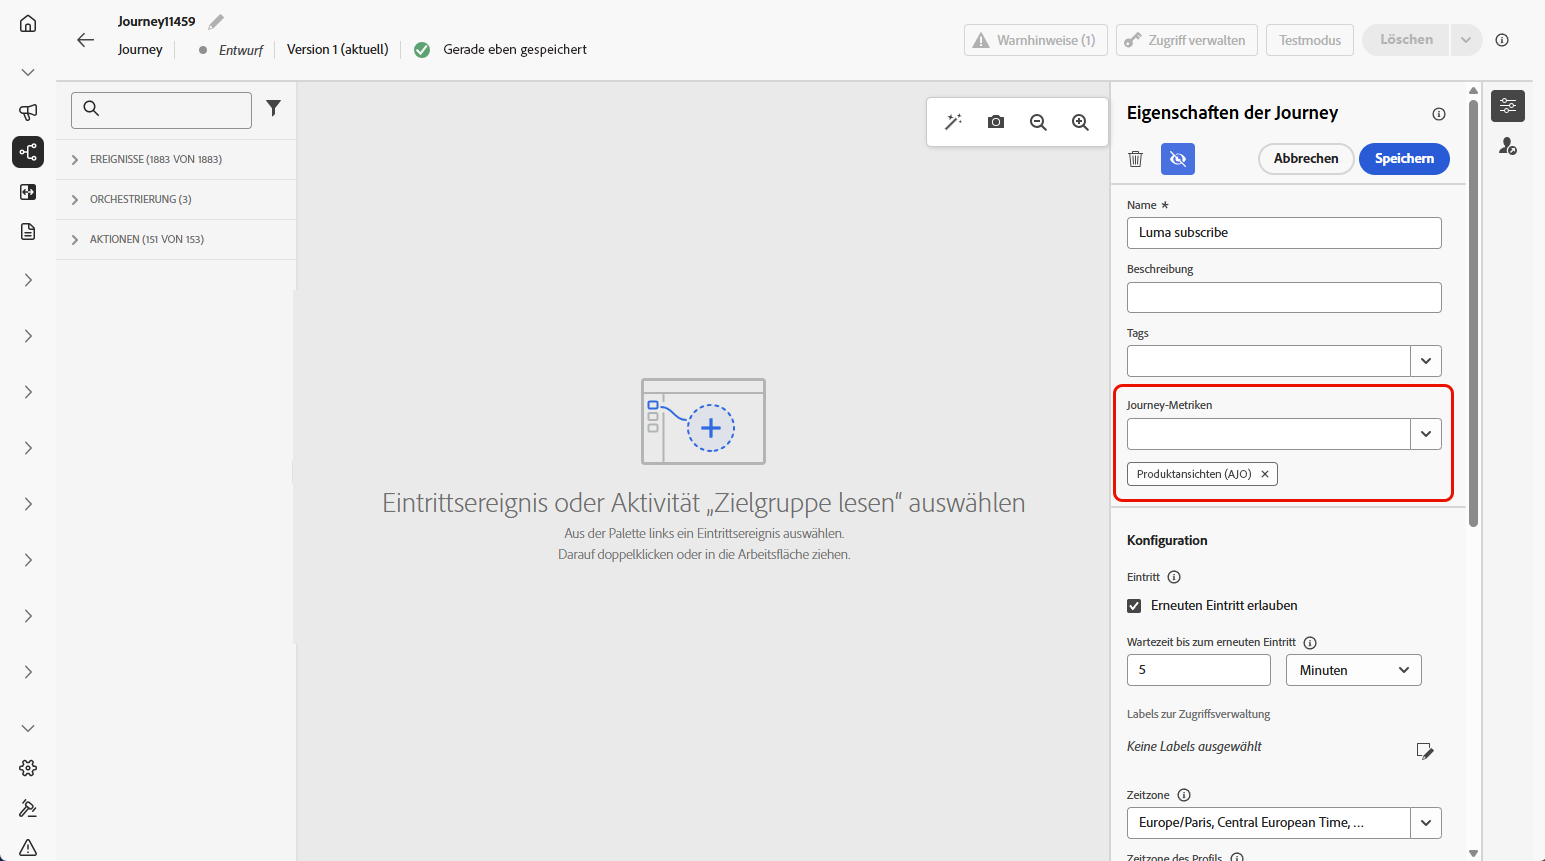 Journey11459
Journey
Entwurf
Version 1 (aktuell)
Gerade eben gespeichert
Warnhinweise (1)
Zugriff verwalten
Testmodus
Löschen
EREIGNISSE (1883 VON 1883)
ORCHESTRIERUNG (3)
AKTIONEN (151 VON 153)
Eintrittsereignis oder Aktivität „Zielgruppe lesen“ auswählen
Aus der Palette links ein Eintrittsereignis auswählen.
Darauf doppelklicken oder in die Arbeitsfläche ziehen.
Eigenschaften der Journey
Abbrechen
Speichern
Name *
Luma subscribe
Beschreibung
Tags
Journey-Metriken
Produktansichten (AJO)
Konfiguration
Eintritt
Erneuten Eintritt erlauben
Wartezeit bis zum erneuten Eintritt
5
Minuten
Labels zur Zugriffsverwaltung
Keine Labels ausgewählt
Zeitzone
Europe/Paris, Central European Time, ...
Zeitzone des Profils